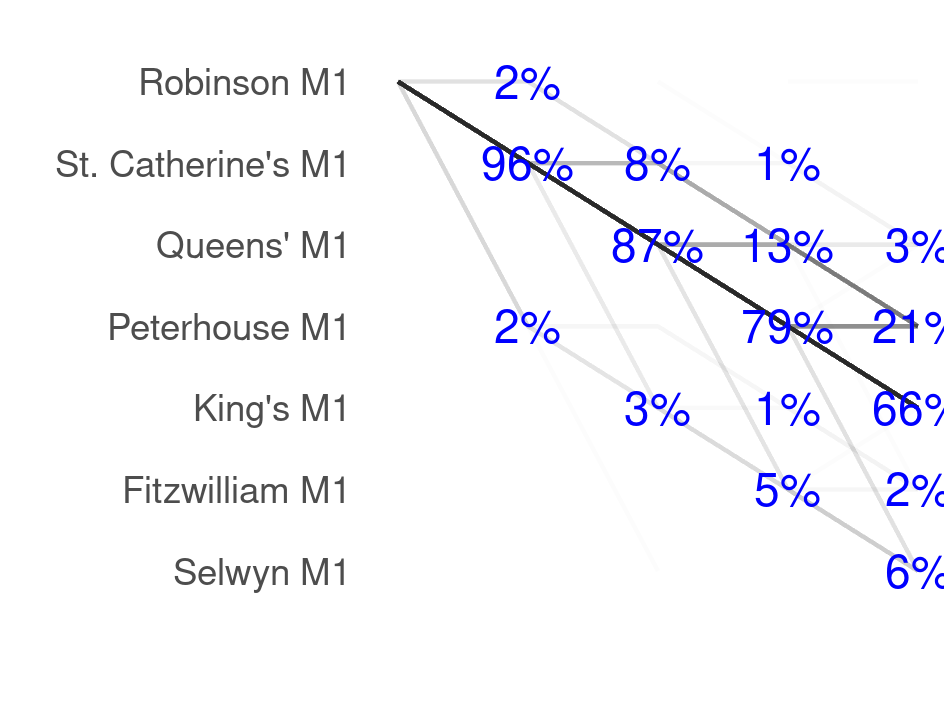 Robinson M1 2%
St. Catherine's M1 96% 8% 1%
Queens' M1 87% 13% 3%
Peterhouse M1 2% 79% 21%
King's M1 3% 1% 66%
Fitzwilliam M1 5% 2%
Selwyn M1 6%